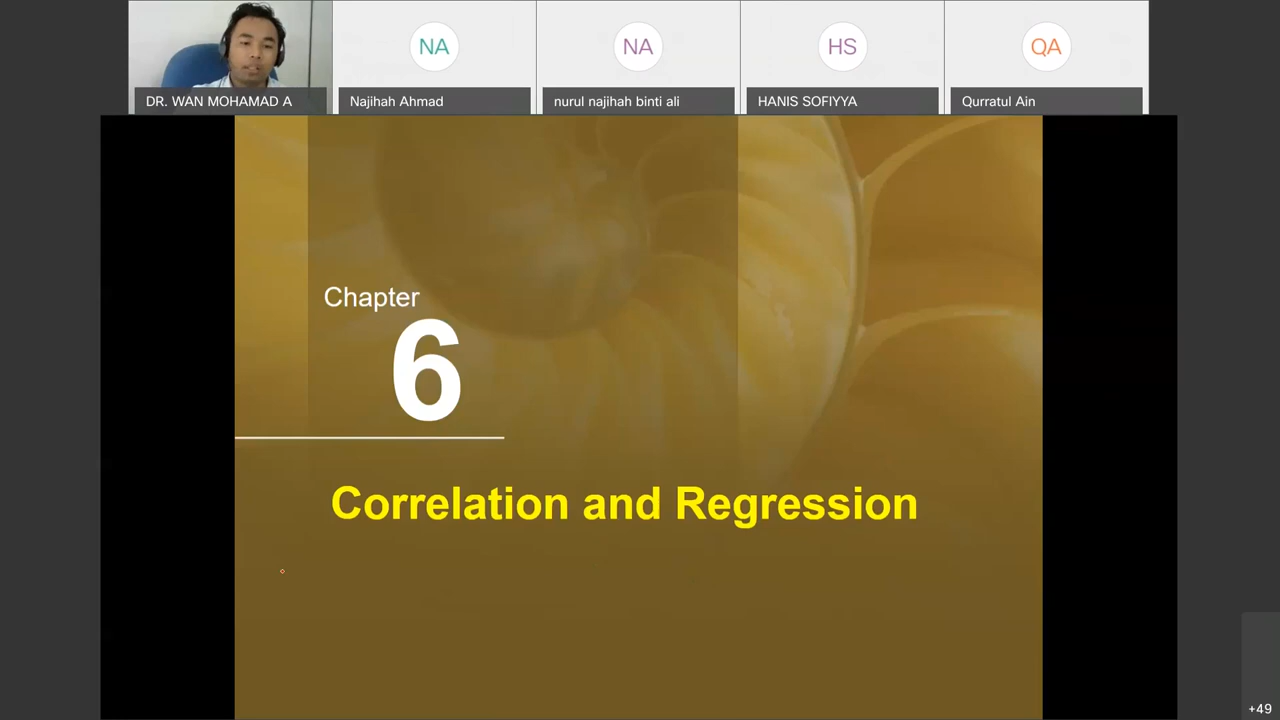 NA
NA
HS
QA
DR. WAN MOHAMAD A
Najihah Ahmad
nurul najihah binti ali
HANIS SOFIYYA
Qurratul Ain
Chapter
6
Correlation and Regression
+49